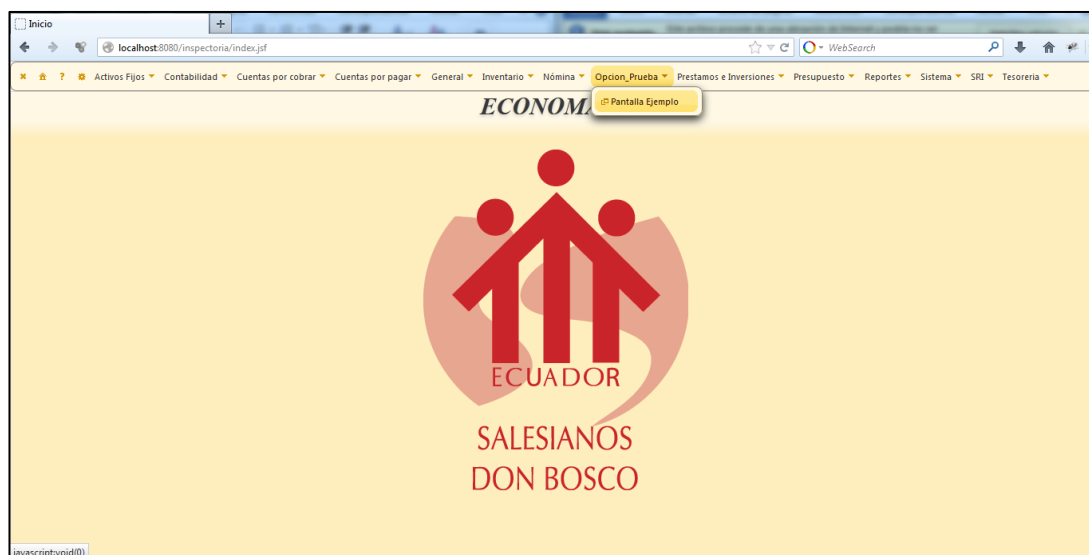 Inicio
+
localhost:8080/inspectoria/index.jsf
WebSearch
Activos Fijos Contabilidad Cuentas por cobrar Cuentas por pagar General Inventario Nómina Opcion_Prueba Prestamos e Inversiones Presupuesto Reportes Sistema SRI Tesoreria
Pantalla Ejemplo
ECUADOR
SALESIANOS
DON BOSCO
javascript:void(0)